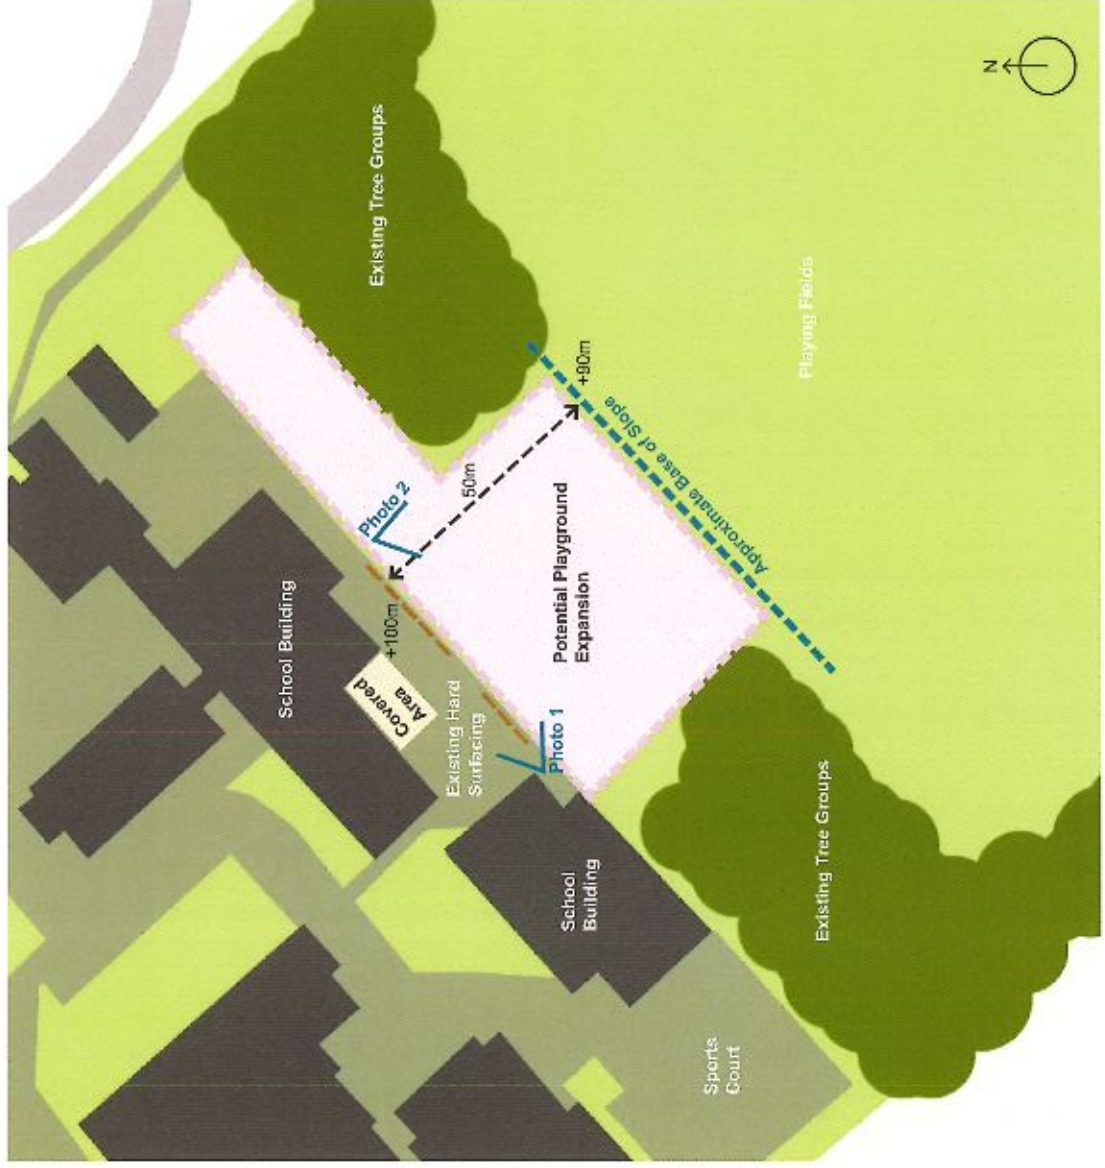 N
Existing Tree Groups
Playing Fields
+90m
Approximate Base of Slope
50m
Photo 2
Potential Playground
Expansion
+100m
School Building
Covered
Area
Existing Hard
Surfacing
Photo 1
School
Building
Existing Tree Groups
Sports
Court